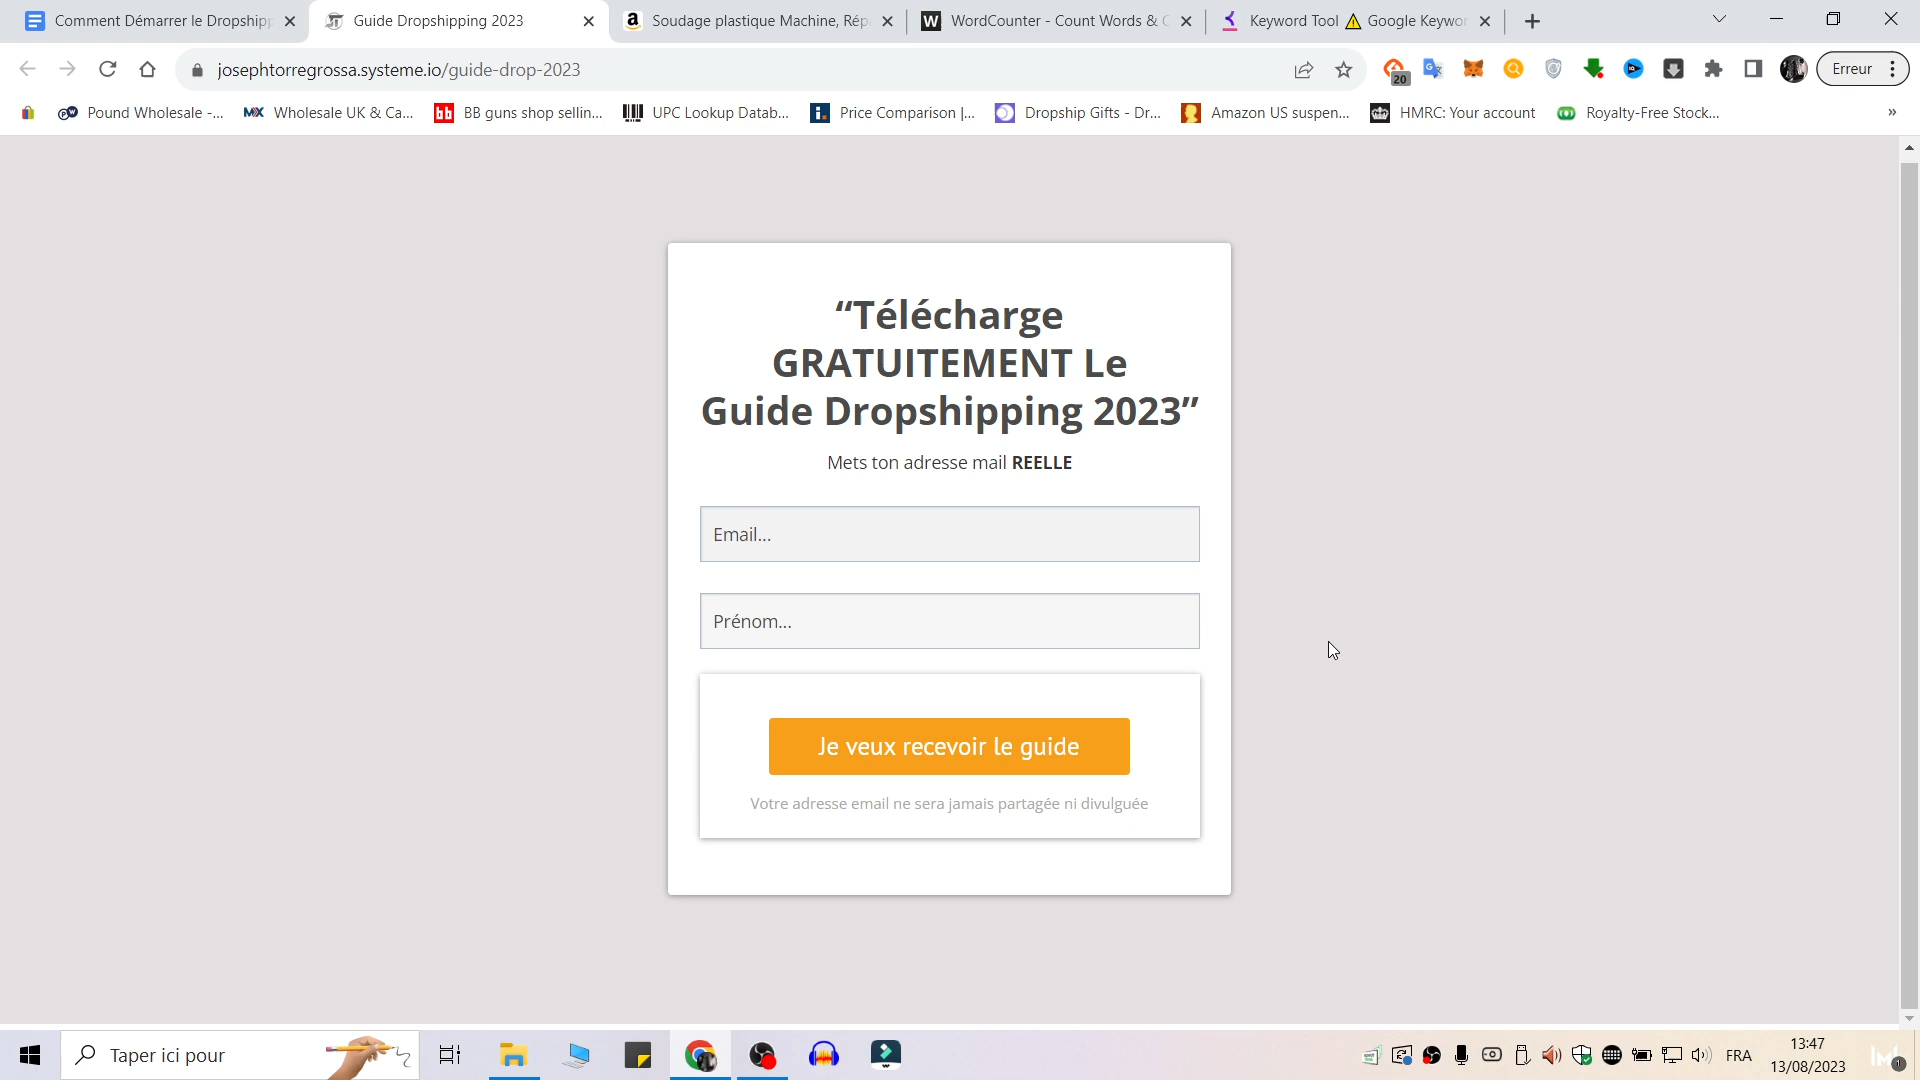 Comment Démarrer le Dropshipp
Guide Dropshipping 2023
Soudage plastique Machine, Rép
WordCounter - Count Words & C
Keyword Tool ⚠ Google Keywor
josephtorregrossa.systeme.io/guide-drop-2023
20
Erreur
Pound Wholesale -...
Wholesale UK & Ca...
BB guns shop sellin...
UPC Lookup Datab...
Price Comparison |...
Dropship Gifts - Dr...
Amazon US suspen...
HMRC: Your account
Royalty-Free Stock...
»
“Télécharge
GRATUITEMENT Le
Guide Dropshipping 2023”
Mets ton adresse mail REELLE
Email...
Prénom...
Je veux recevoir le guide
Votre adresse email ne sera jamais partagée ni divulguée
Taper ici pour
FRA
13:47
13/08/2023
1